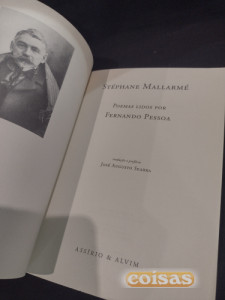 STÉPHANE MALLARMÉ
POEMAS LIDOS POR
FERNANDO PESSOA
ASSÍRIO & ALVIM
coisas